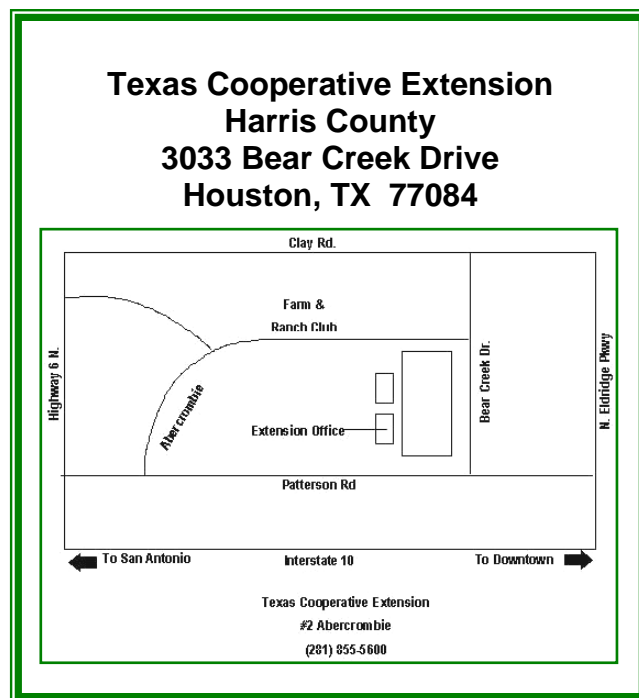 Texas Cooperative Extension
Harris County
3033 Bear Creek Drive
Houston, TX  77084
Clay Rd.
Farm &
Ranch Club
Highway 6 N.
Abercrombie
Bear Creek Dr.
N. Eldridge Pkwy
Extension Office
Patterson Rd
To San Antonio
Interstate 10
To Downtown
Texas Cooperative Extension
#2 Abercrombie
(281) 855-5600